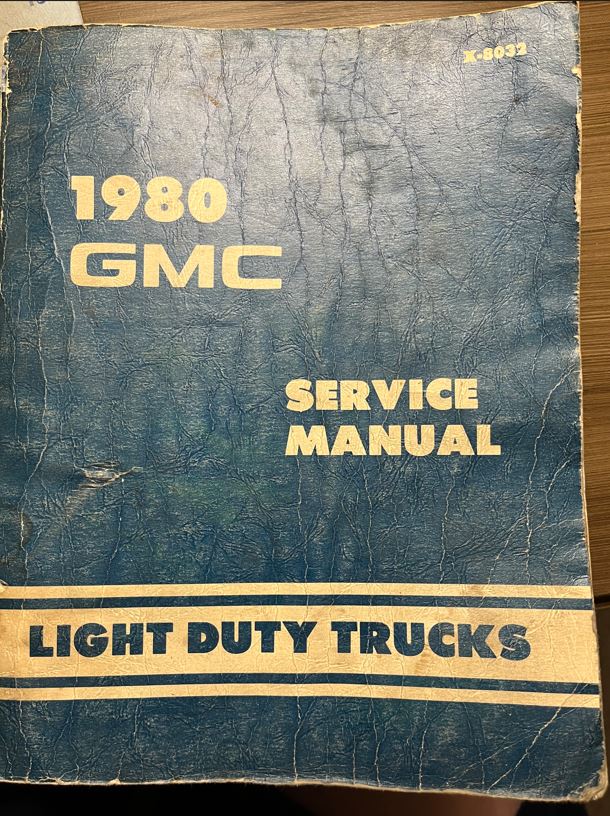 X-8032
1980
GMC
SERVICE
MANUAL
LIGHT DUTY TRUCKS